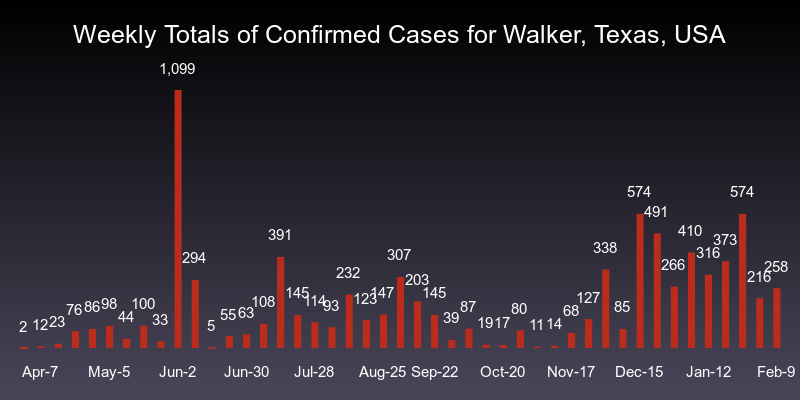 Weekly Totals of Confirmed Cases for Walker, Texas, USA
1,099
2 12 23 76 86 98 44 100 33 294 5 55 63 108 391 145 114 93 232 123 147 307 203 145 39 87 19 17 80 11 14 68 127 338 85 574 491 266 410 316 373 574 216 258
Apr-7 May-5 Jun-2 Jun-30 Jul-28 Aug-25 Sep-22 Oct-20 Nov-17 Dec-15 Jan-12 Feb-9